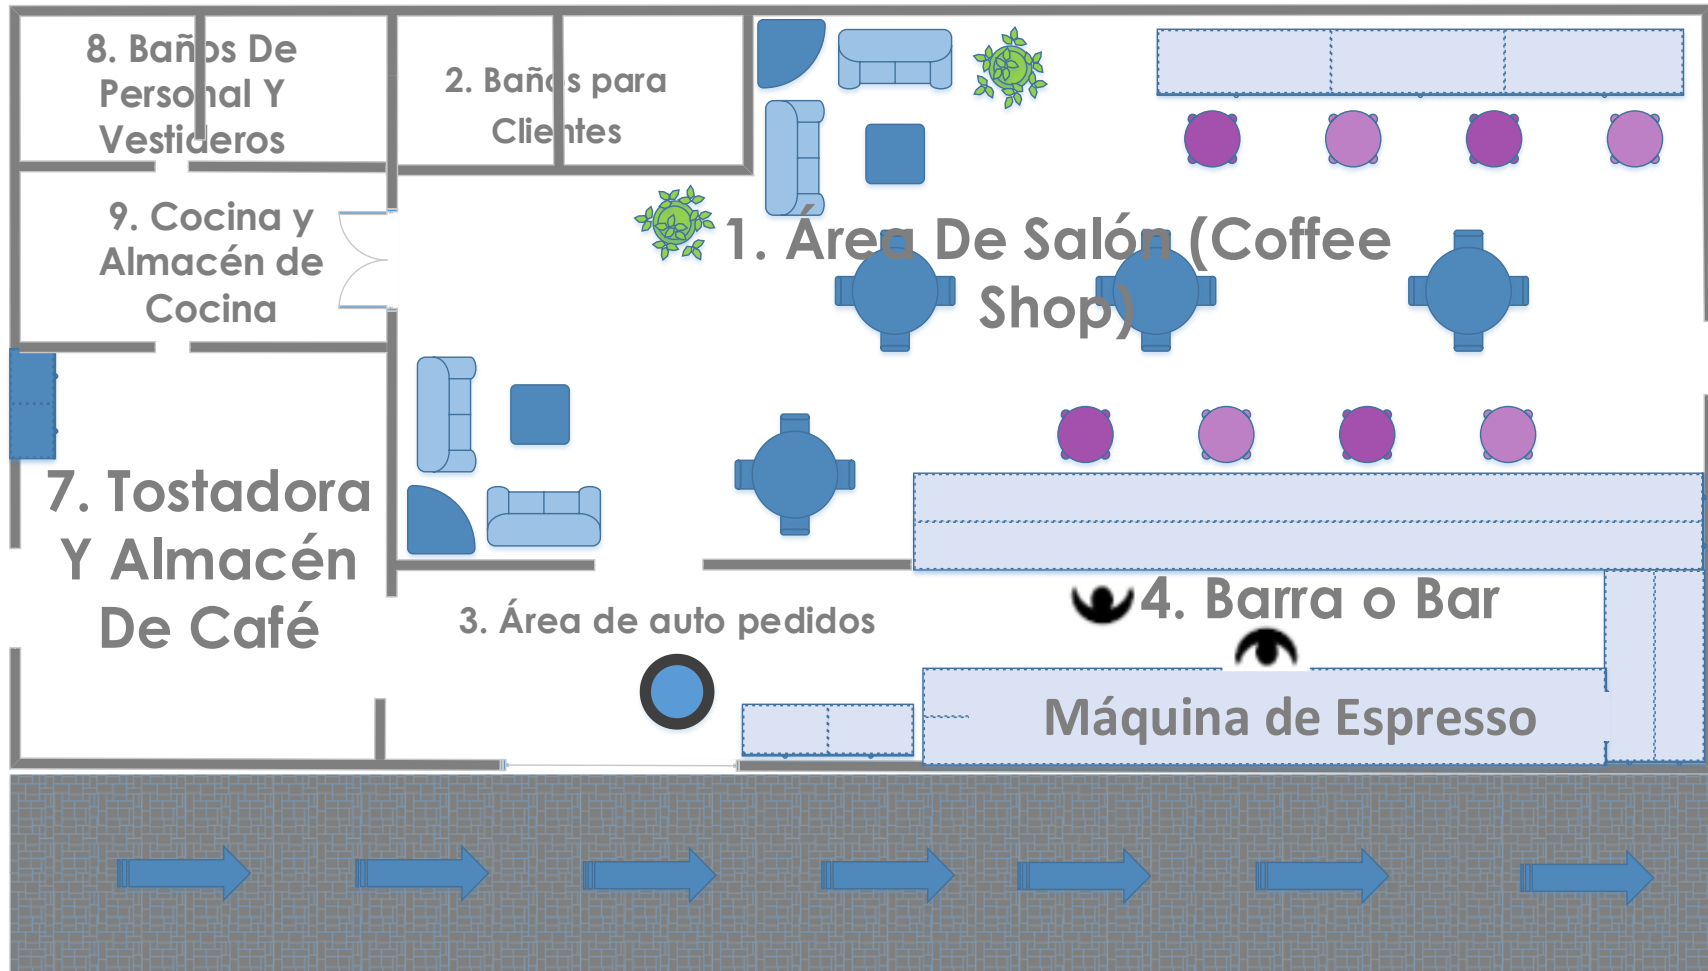 8. Baños De
Personal Y
Vestideros
2. Baños para
Clientes
9. Cocina y
Almacén de
Cocina
1. Área De Salón (Coffee
Shop)
7. Tostadora
Y Almacén
De Café
3. Área de auto pedidos
4. Barra o Bar
Máquina de Espresso